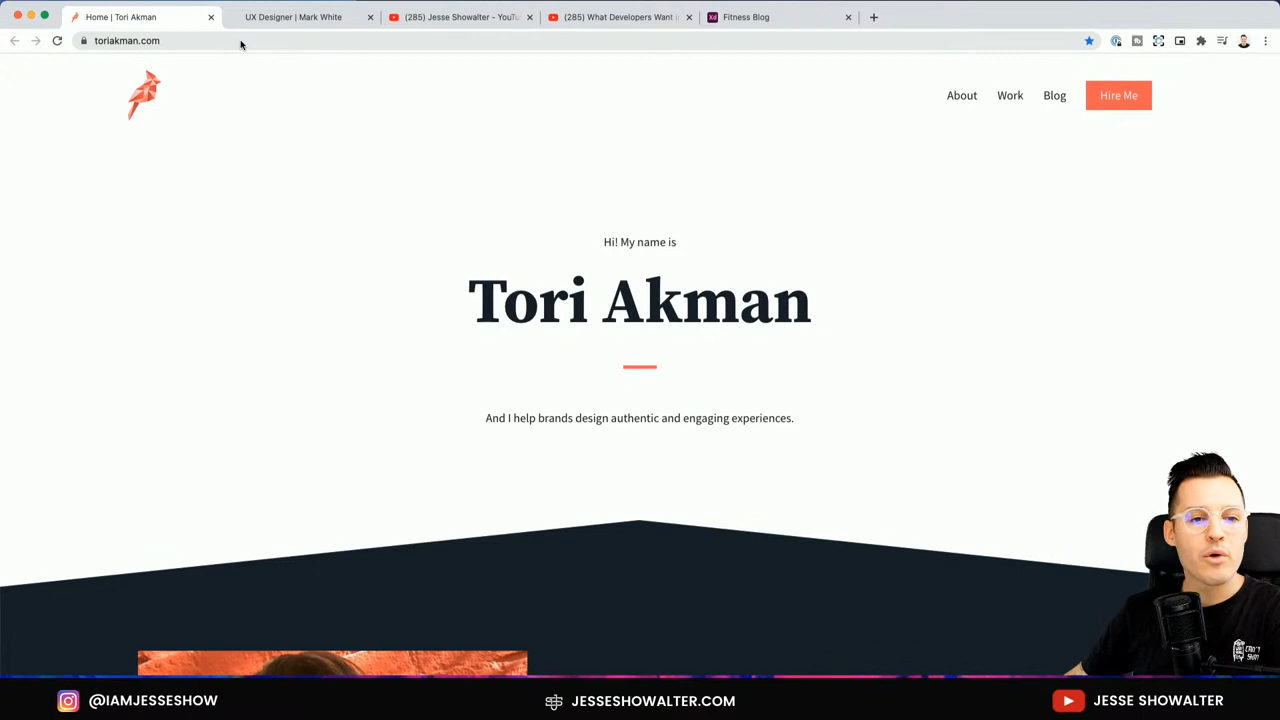 Home | Tori Akman
UX Designer | Mark White
(285) Jesse Showalter - YouTu
(285) What Developers Want i
Xd Fitness Blog
toriakman.com
About Work Blog Hire Me
Hi! My name is
Tori Akman
And I help brands design authentic and engaging experiences.
@IAMJESSESHOW
JESSESHOWALTER.COM
JESSE SHOWALTER